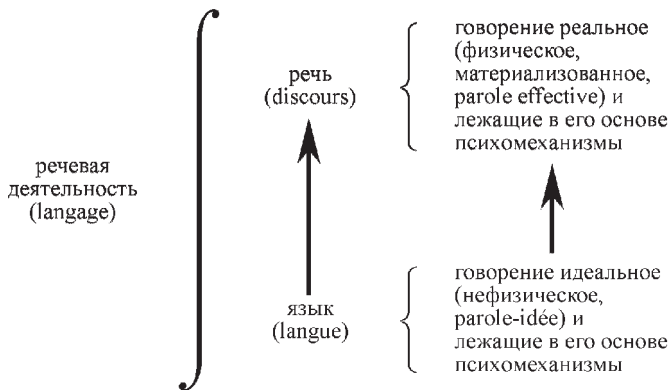 речевая
деятельность
(langage)
речь
(discours)
говорение реальное
(физическое,
материализованное,
parole effective) и
лежащие в его основе
психомеханизмы
язык
(langue)
говорение идеальное
(нефизическое,
parole-idée) и
лежащие в его основе
психомеханизмы